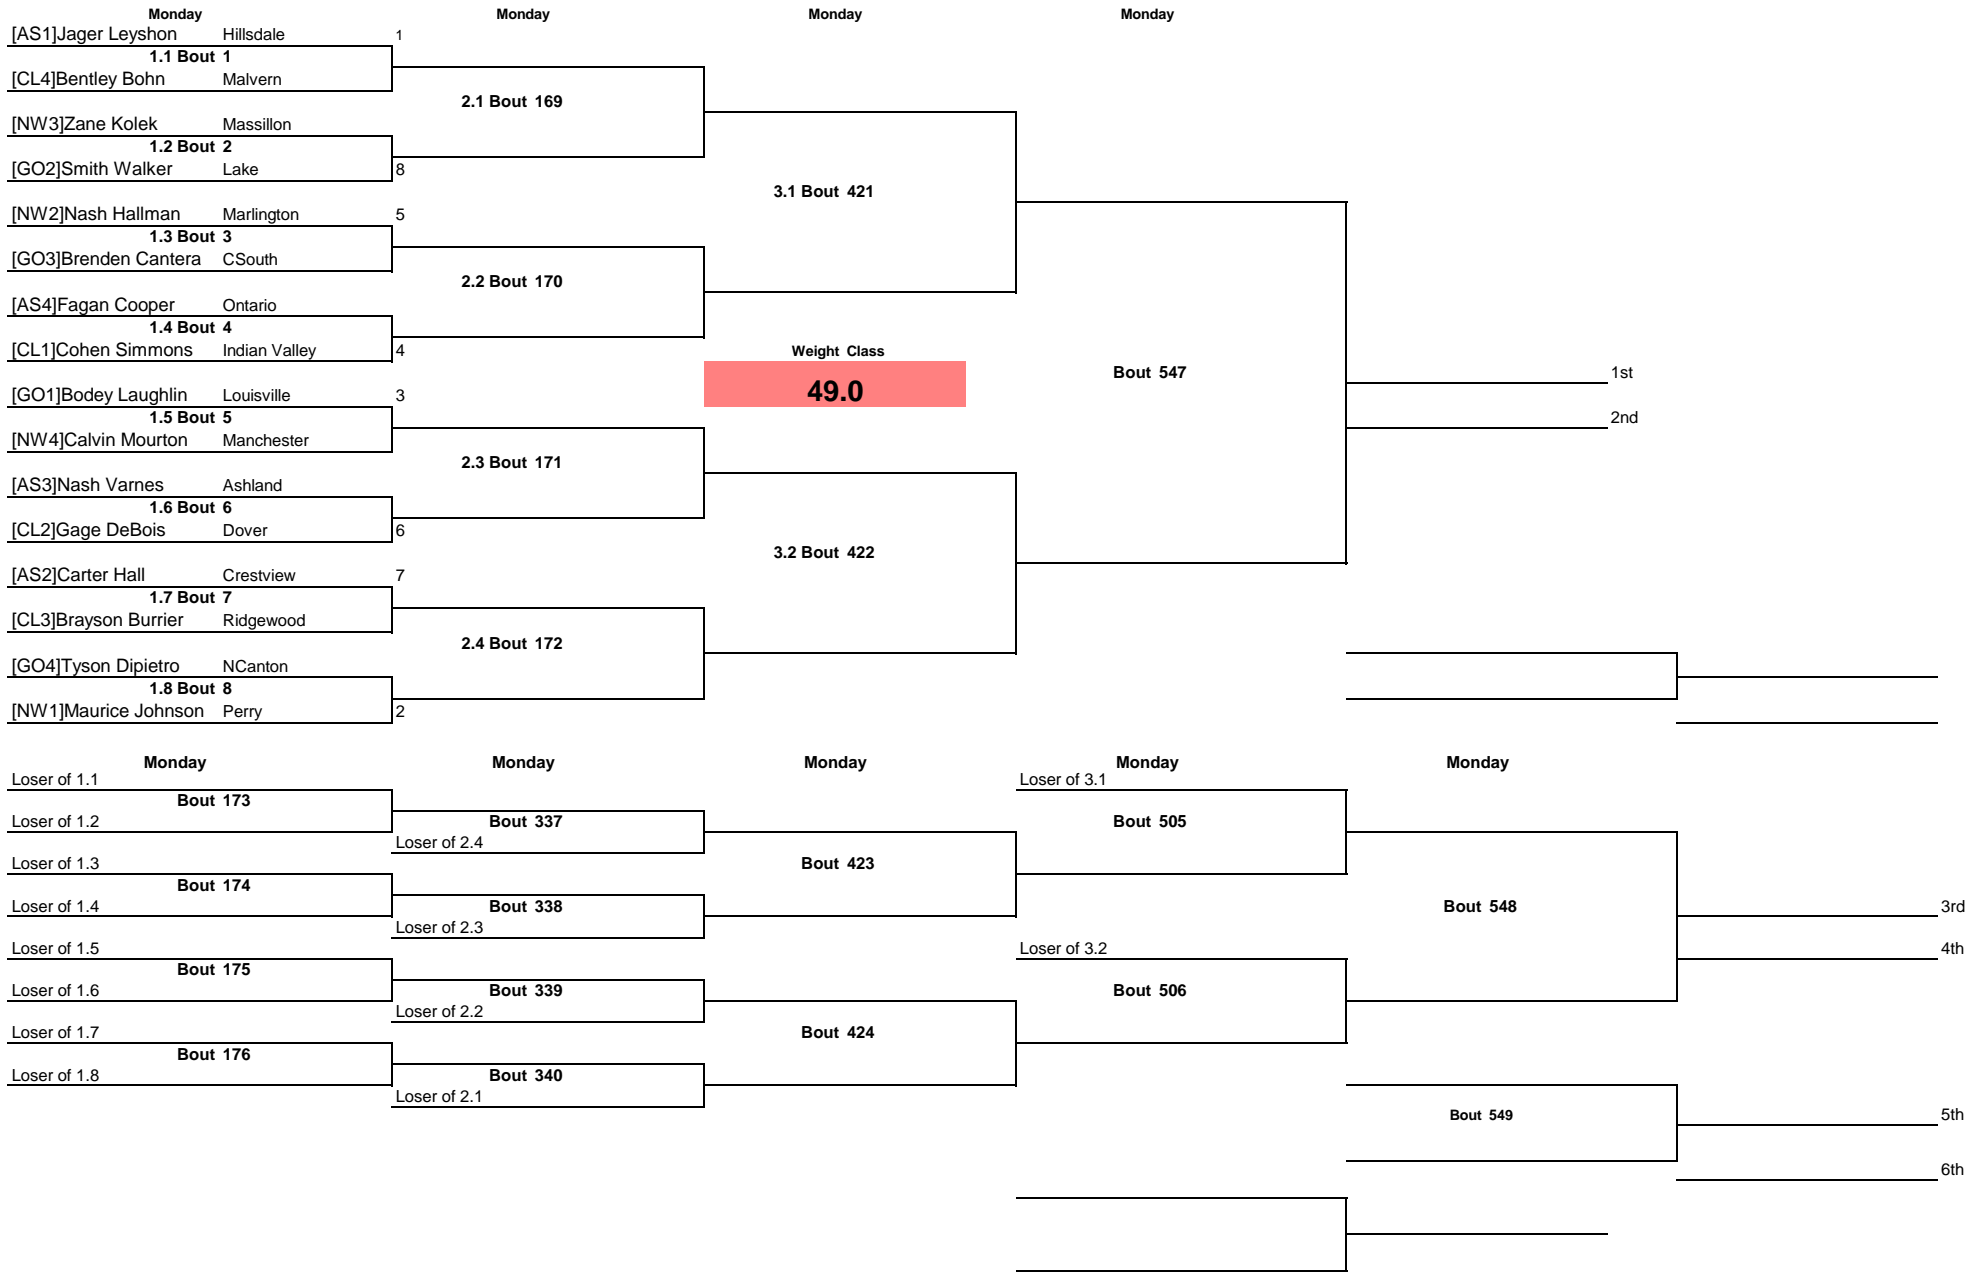 Monday Monday Monday Monday
[AS1]Jager Leyshon Hillsdale 1
1.1 Bout 1
[CL4]Bentley Bohn Malvern
2.1 Bout 169
[NW3]Zane Kolek Massillon
1.2 Bout 2
[GO2]Smith Walker Lake 8
3.1 Bout 421
[NW2]Nash Hallman Marlington 5
1.3 Bout 3
[GO3]Brenden Cantera CSouth
2.2 Bout 170
[AS4]Fagan Cooper Ontario
1.4 Bout 4
[CL1]Cohen Simmons Indian Valley 4 Weight Class
Bout 547 1st
49.0
[GO1]Bodey Laughlin Louisville 3
1.5 Bout 5 2nd
[NW4]Calvin Mourton Manchester
2.3 Bout 171
[AS3]Nash Varnes Ashland
1.6 Bout 6
[CL2]Gage DeBois Dover 6
3.2 Bout 422
[AS2]Carter Hall Crestview 7
1.7 Bout 7
[CL3]Brayson Burrier Ridgewood
2.4 Bout 172
[GO4]Tyson Dipietro NCanton
1.8 Bout 8
[NW1]Maurice Johnson Perry 2
Monday Monday Monday Monday Monday
Loser of 1.1 Loser of 3.1
Bout 173
Loser of 1.2 Bout 337 Bout 505
Loser of 2.4
Loser of 1.3 Bout 423
Bout 174
Loser of 1.4 Bout 338 Bout 548 3rd
Loser of 2.3
Loser of 1.5 Loser of 3.2 4th
Bout 175
Loser of 1.6 Bout 339 Bout 506
Loser of 2.2
Loser of 1.7 Bout 424
Bout 176
Loser of 1.8 Bout 340
Loser of 2.1
Bout 549 5th
6th